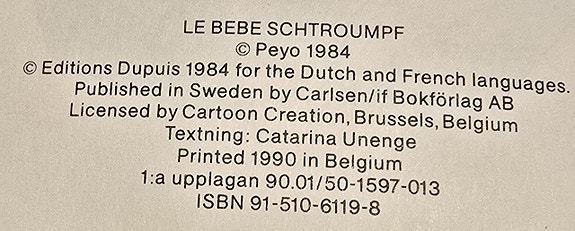 LE BEBE SCHTROUMPF
© Peyo 1984
© Editions Dupuis 1984 for the Dutch and French languages.
Published in Sweden by Carlsen/if Bokförlag AB
Licensed by Cartoon Creation, Brussels, Belgium
Textning: Catarina Unenge
Printed 1990 in Belgium
1:a upplagan 90.01/50-1597-013
ISBN 91-510-6119-8